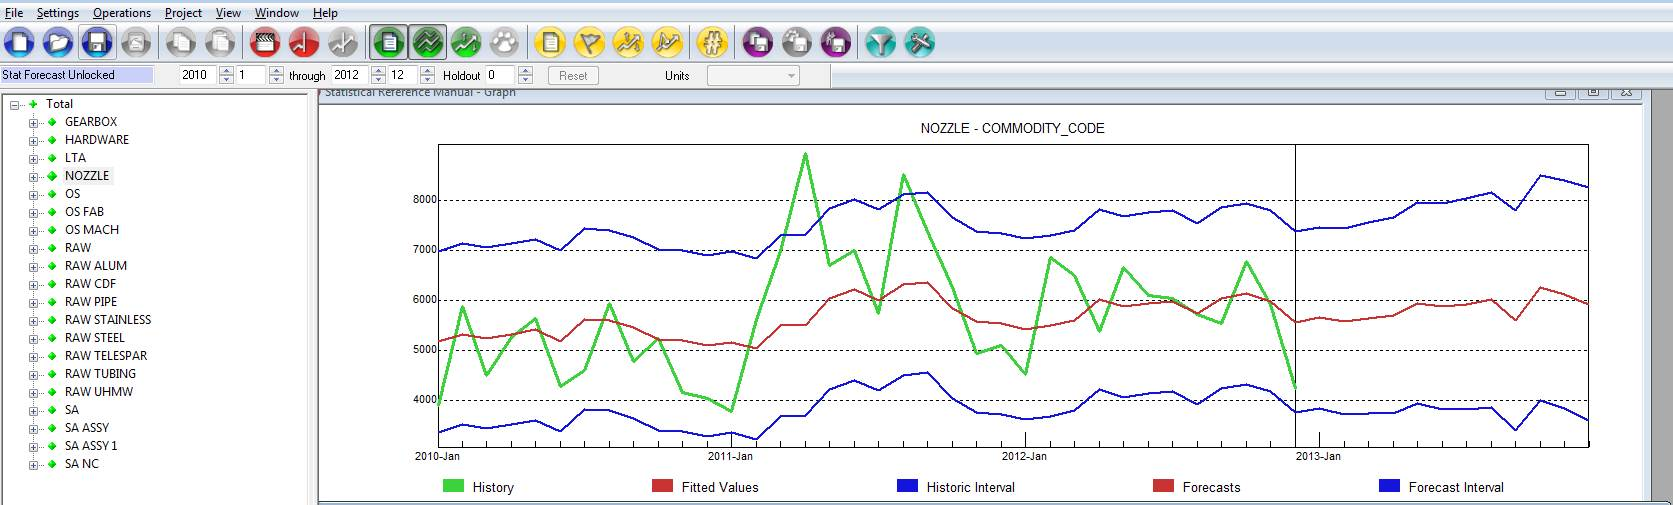 File Settings Operations Project View Window Help
Stat Forecast Unlocked 2010 1 through 2012 12 Holdout 0 Reset Units
Statistical Reference Manual - Graph
Total
GEARBOX
HARDWARE
LTA
NOZZLE
OS
OS FAB
OS MACH
RAW
RAW ALUM
RAW CDF
RAW PIPE
RAW STAINLESS
RAW STEEL
RAW TELESPAR
RAW TUBING
RAW UHMW
SA
SA ASSY
SA ASSY 1
SA NC
NOZZLE - COMMODITY_CODE
8000
7000
6000
5000
4000
2010-Jan 2011-Jan 2012-Jan 2013-Jan
History Fitted Values Historic Interval Forecasts Forecast Interval